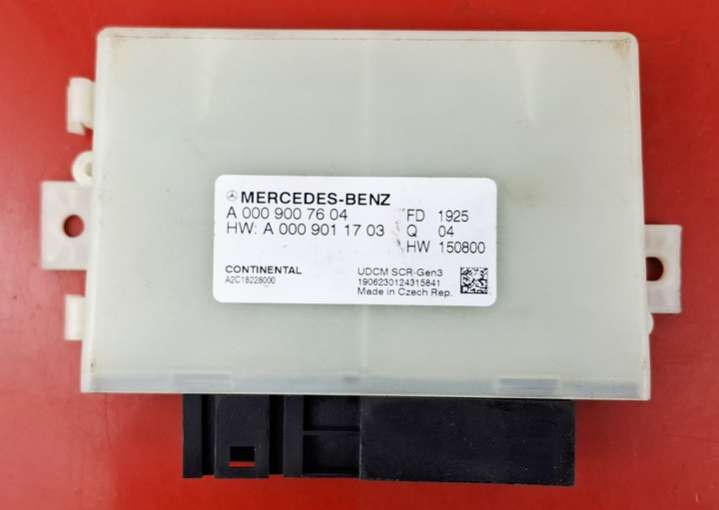 MERCEDES-BENZ
A 000 900 76 04 FD 1925
HW: A 000 901 17 03 Q 04
HW 150800
CONTINENTAL UDCM SCR-Gen3
A2C18228000 1906230124315841
Made in Czech Rep.